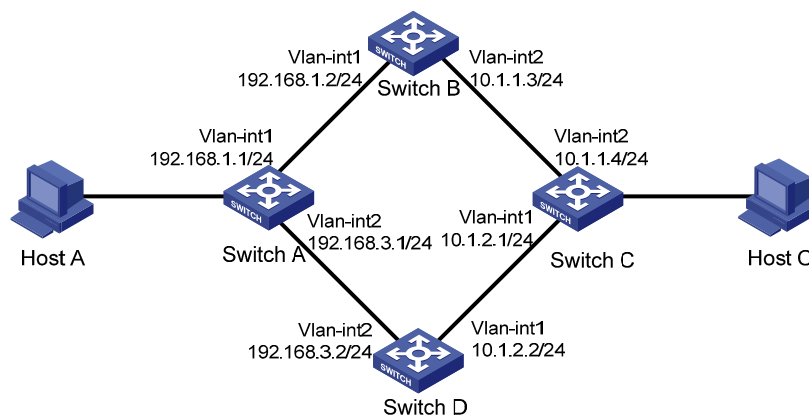 Vlan-int1
192.168.1.2/24
SWITCH
Switch B
Vlan-int2
10.1.1.3/24
Vlan-int1
192.168.1.1/24
Vlan-int2
10.1.1.4/24
Host A
SWITCH
Switch A
Vlan-int2
192.168.3.1/24
Vlan-int1
10.1.2.1/24
SWITCH
Switch C
Host C
Vlan-int2
192.168.3.2/24
SWITCH
Switch D
Vlan-int1
10.1.2.2/24